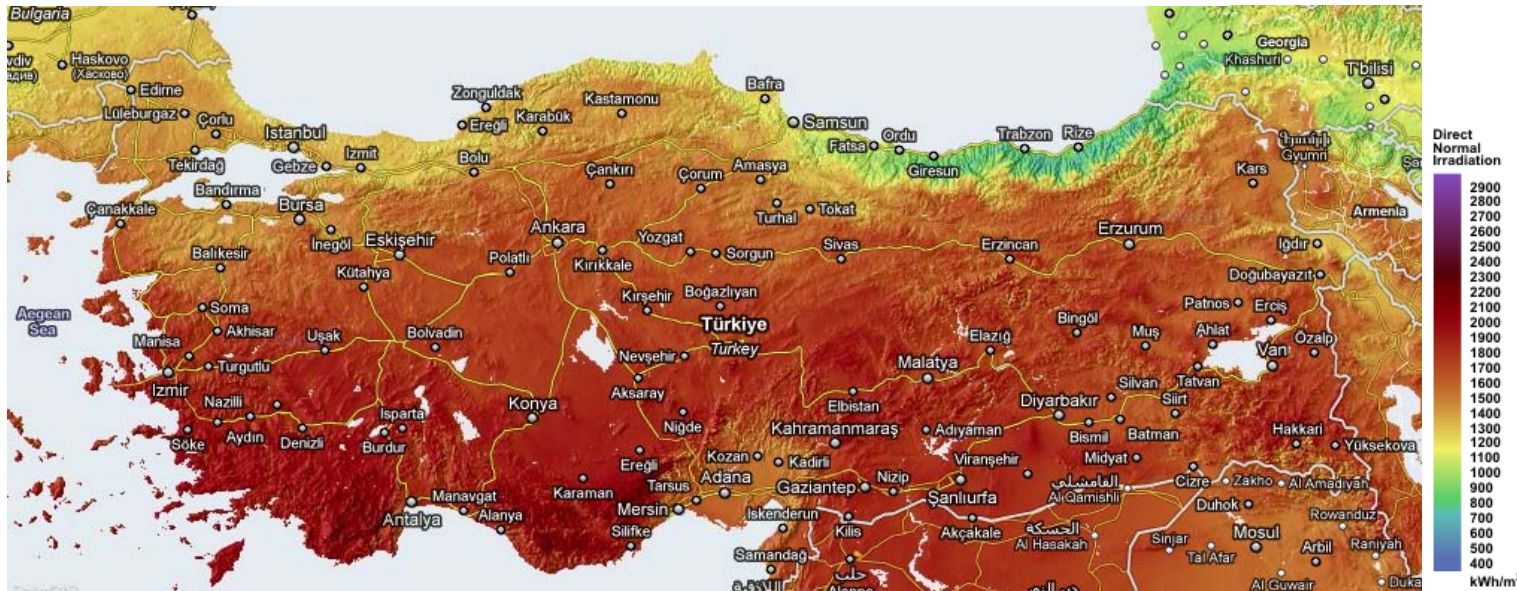 Bulgaria
Georgia
Khashuri
T'bilisi
Haskovo
(Хасково)
Edirne
Lüleburgaz
Çorlu
Tekirdağ
Istanbul
Gebze
Izmit
Zonguldak
Ereğli
Karabük
Kastamonu
Bafra
Samsun
Fatsa
Ordu
Giresun
Trabzon
Rize
Գյումրի
Gyumri
Kars
Armenia
Bolu
Çankırı
Çorum
Amasya
Turhal
Tokat
Bandırma
Bursa
Çanakkale
İnegöl
Eskişehir
Ankara
Balıkesir
Kütahya
Polatlı
Kırıkkale
Yozgat
Sorgun
Sivas
Erzincan
Erzurum
Iğdır
Doğubayazıt
Aegean
Sea
Soma
Akhisar
Manisa
Turgutlu
Izmir
Uşak
Bolvadin
Kırşehir
Boğazlıyan
Türkiye
Turkey
Nevşehir
Aksaray
Elazığ
Malatya
Bingöl
Muş
Patnos
Erciş
Ahlat
Özalp
Van
Tatvan
Nazilli
Söke
Aydın
Denizli
Isparta
Burdur
Konya
Niğde
Ereğli
Karaman
Elbistan
Kahramanmaraş
Kozan
Kadirli
Adana
Tarsus
Mersin
Silifke
Antalya
Manavgat
Alanya
Adıyaman
Diyarbakır
Silvan
Siirt
Bismil
Batman
Midyat
Hakkari
Yüksekova
Viranşehir
Şanlıurfa
Gaziantep
Nizip
Kilis
Akçakale
İskenderun
Samandağ
حلب
القامشلي
Al Qamishli
الحسكة
Al Hasakah
دير الزور
Cizre
Zakho
Al Amadiyah
Duhok
Rowanduz
Sinjar
Tal Afar
Mosul
Arbil
Raniyah
Al Guwair
Direct
Normal
Irradiation
2900
2800
2700
2600
2500
2400
2300
2200
2100
2000
1900
1800
1700
1600
1500
1400
1300
1200
1100
1000
900
800
700
600
500
400
kWh/m²